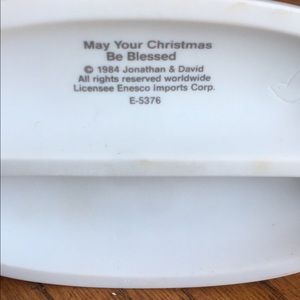 May Your Christmas
Be Blessed
© 1984 Jonathan & David
All rights reserved worldwide
Licensee Enesco Imports Corp.
E-5376